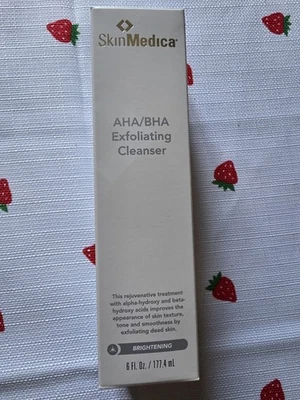 SkinMedica
AHA/BHA
Exfoliating
Cleanser
This rejuvenative treatment
with alpha-hydroxy and beta-
hydroxy acids improves the
appearance of skin texture,
tone and smoothness by
exfoliating dead skin.
BRIGHTENING
6 Fl. Oz. / 177.4 mL